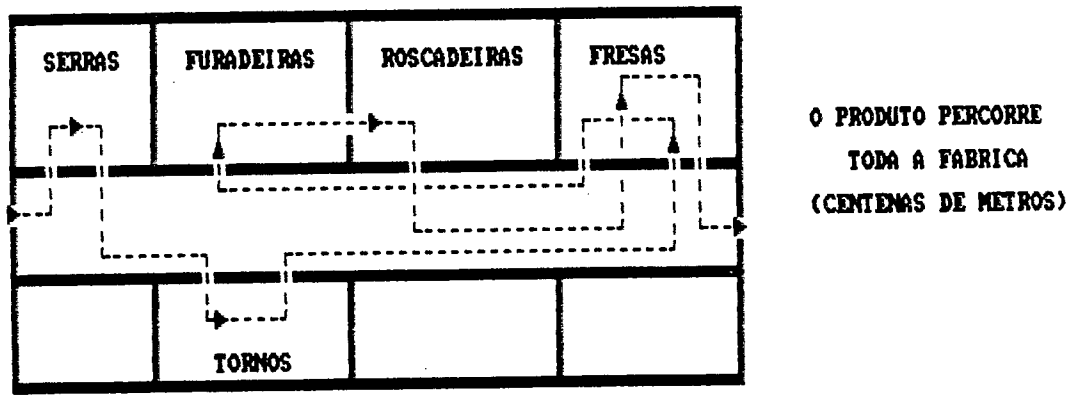 SERRAS
FURADEIRAS
ROSCADEIRAS
FRESAS
O PRODUTO PERCORRE
TODA A FABRICA
(CENTENAS DE METROS)
TORNOS